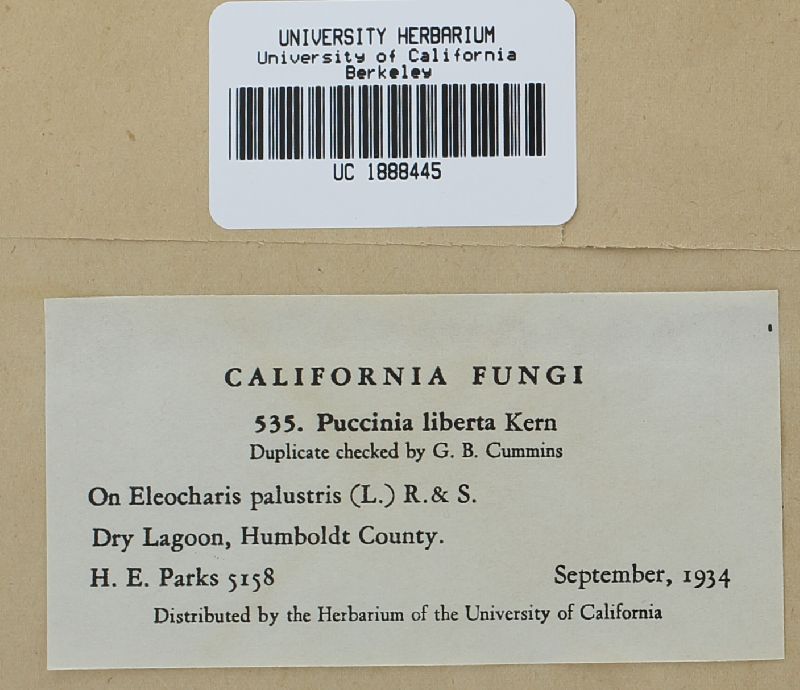 UNIVERSITY HERBARIUM
University of California
Berkeley
UC 1888445
CALIFORNIA FUNGI
535. Puccinia liberta Kern
Duplicate checked by G. B. Cummins
On Eleocharis palustris (L.) R.& S.
Dry Lagoon, Humboldt County.
H. E. Parks 5158 September, 1934
Distributed by the Herbarium of the University of California